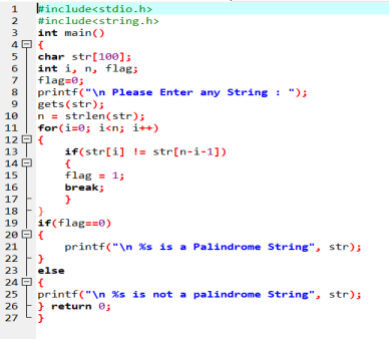 1 #include<stdio.h>
2 #include<string.h>
3 int main()
4 {
5 char str[100];
6 int i, n, flag;
7 flag=0;
8 printf("\n Please Enter any String : ");
9 gets(str);
10 n = strlen(str);
11 for(i=0; i<n; i++)
12 {
13 if(str[i] != str[n-i-1])
14 {
15 flag = 1;
16 break;
17 }
18 }
19 if(flag==0)
20 {
21 printf("\n %s is a Palindrome String", str);
22 }
23 else
24 {
25 printf("\n %s is not a palindrome String", str);
26 } return 0;
27 }